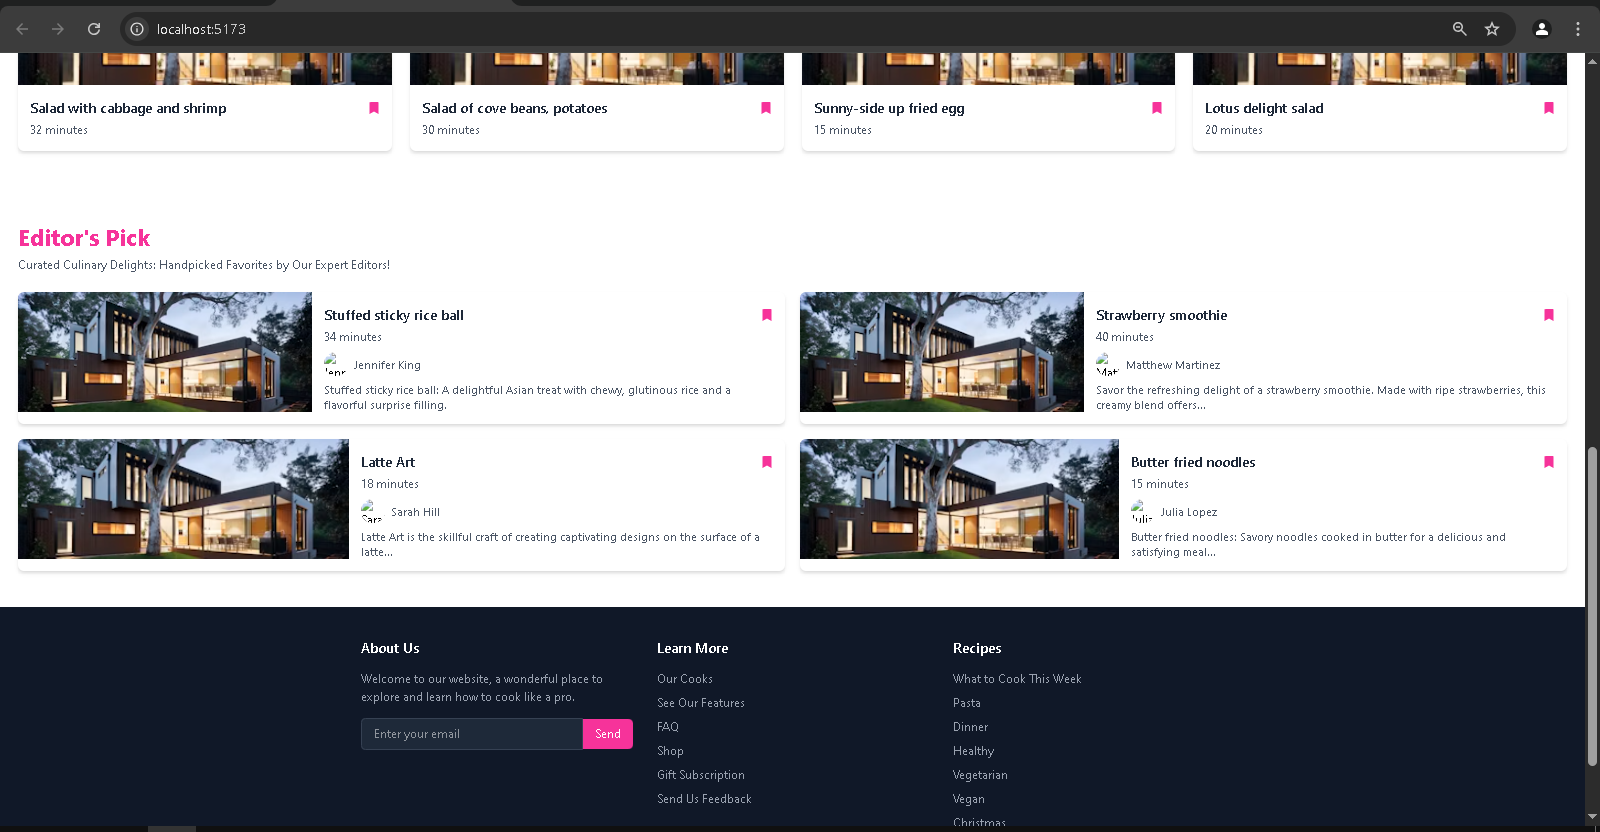 localhost:5173
Salad with cabbage and shrimp
32 minutes
Salad of cove beans, potatoes
30 minutes
Sunny-side up fried egg
15 minutes
Lotus delight salad
20 minutes
Editor's Pick
Curated Culinary Delights: Handpicked Favorites by Our Expert Editors!
Stuffed sticky rice ball
34 minutes
Jennifer King
Stuffed sticky rice ball: A delightful Asian treat with chewy, glutinous rice and a
flavorful surprise filling.
Strawberry smoothie
40 minutes
Matthew Martinez
Savor the refreshing delight of a strawberry smoothie. Made with ripe strawberries, this
creamy blend offers...
Latte Art
18 minutes
Sarah Hill
Latte Art is the skillful craft of creating captivating designs on the surface of a
latte...
Butter fried noodles
15 minutes
Julia Lopez
Butter fried noodles: Savory noodles cooked in butter for a delicious and
satisfying meal...
About Us
Welcome to our website, a wonderful place to
explore and learn how to cook like a pro.
Enter your email
Send
Learn More
Our Cooks
See Our Features
FAQ
Shop
Gift Subscription
Send Us Feedback
Recipes
What to Cook This Week
Pasta
Dinner
Healthy
Vegetarian
Vegan
Christmas